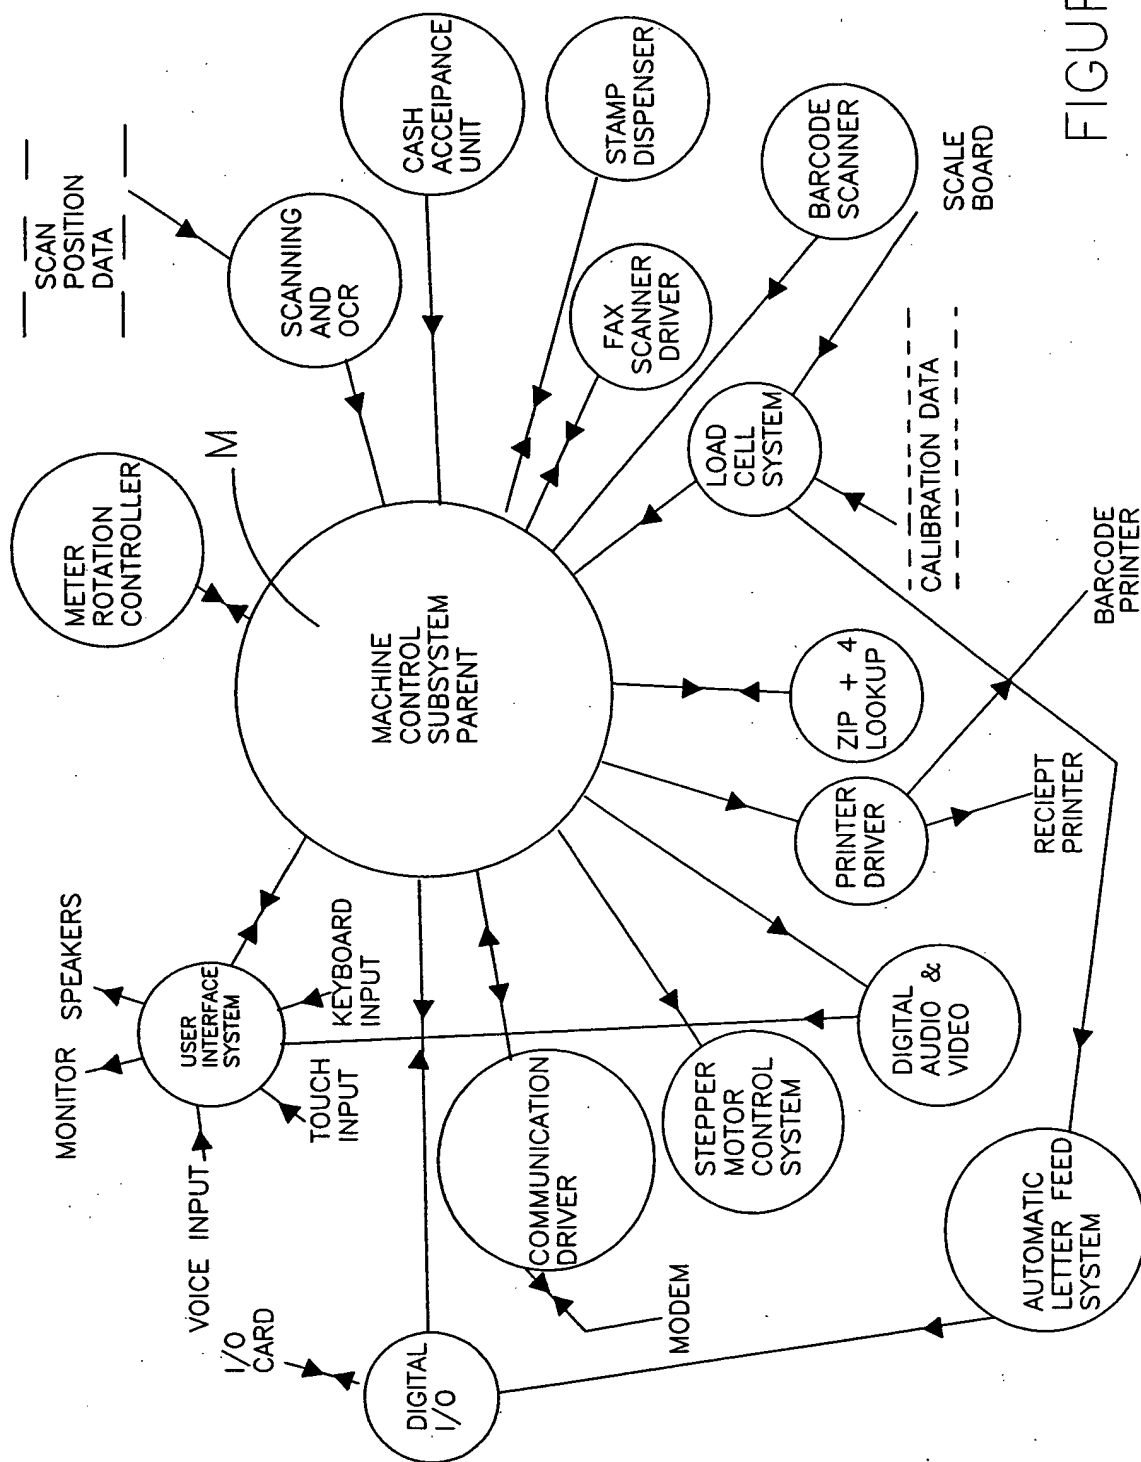 SCAN
POSITION
DATA
MONITOR
SPEAKERS
METER
ROTATION
CONTROLLER
M
VOICE INPUT
I/O
CARD
USER
INTERFACE
SYSTEM
TOUCH
INPUT
KEYBOARD
INPUT
SCANNING
AND
OCR
CASH
ACCEIPANCE
UNIT
MACHINE
CONTROL
SUBSYSTEM
PARENT
DIGITAL
I/O
COMMUNICATION
DRIVER
MODEM
STAMP
DISPENSER
FAX
SCANNER
DRIVER
STEPPER
MOTOR
CONTROL
SYSTEM
LOAD
CELL
SYSTEM
BARCODE
SCANNER
ZIP + 4
LOOKUP
PRINTER
DRIVER
DIGITAL
AUDIO &
VIDEO
SCALE
BOARD
CALIBRATION DATA
AUTOMATIC
LETTER FEED
SYSTEM
RECIEPT
PRINTER
BARCODE
PRINTER
FIGUR